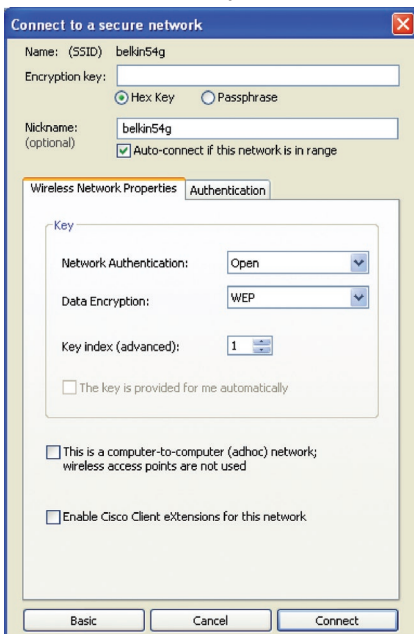 Connect to a secure network
Name: (SSID) belkin54g
Encryption key:
Hex Key Passphrase
Nickname: belkin54g
(optional)
Auto-connect if this network is in range
Wireless Network Properties Authentication
Key
Network Authentication: Open
Data Encryption: WEP
Key index (advanced): 1
The key is provided for me automatically
This is a computer-to-computer (adhoc) network;
wireless access points are not used
Enable Cisco Client eXtensions for this network
Basic Cancel Connect